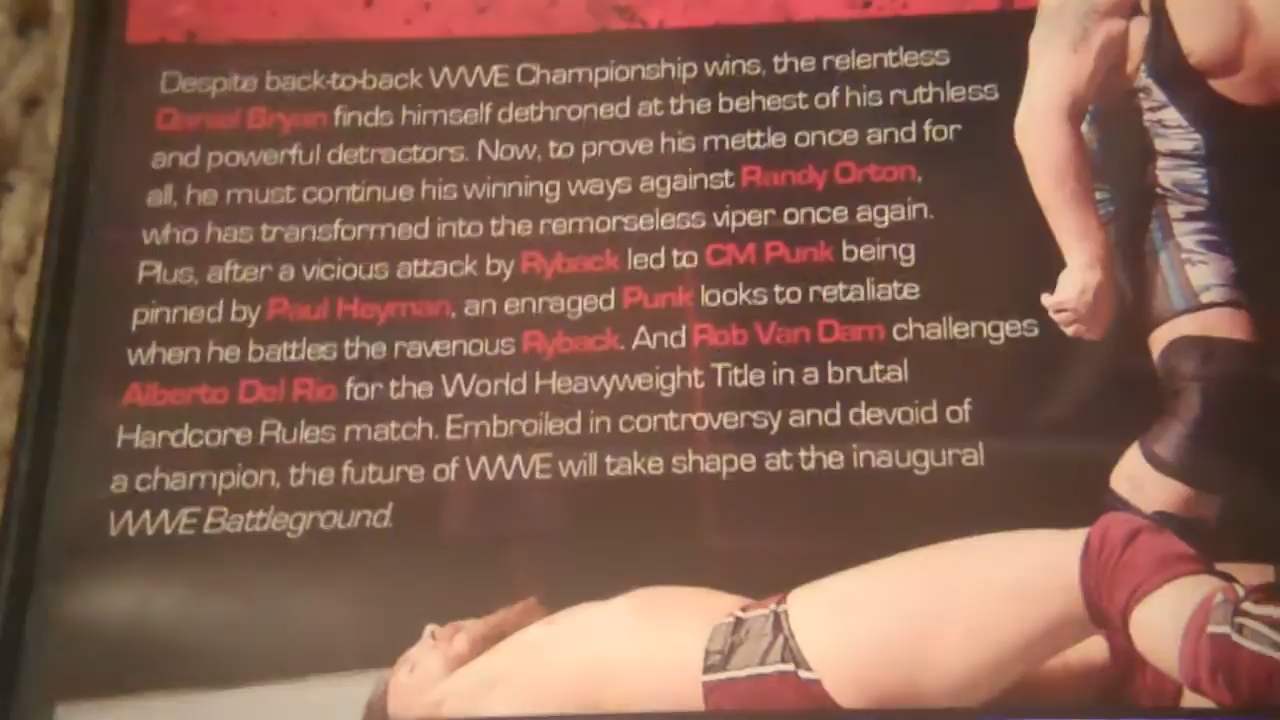 Despite back-to-back WWE Championship wins, the relentless
Daniel Bryan finds himself dethroned at the behest of his ruthless
and powerful detractors. Now, to prove his mettle once and for
all, he must continue his winning ways against Randy Orton,
who has transformed into the remorseless viper once again.
Plus, after a vicious attack by Ryback led to CM Punk being
pinned by Paul Heyman, an enraged Punk looks to retaliate
when he battles the ravenous Ryback. And Rob Van Dam challenges
Alberto Del Rio for the World Heavyweight Title in a brutal
Hardcore Rules match. Embroiled in controversy and devoid of
a champion, the future of WWE will take shape at the inaugural
WWE Battleground.